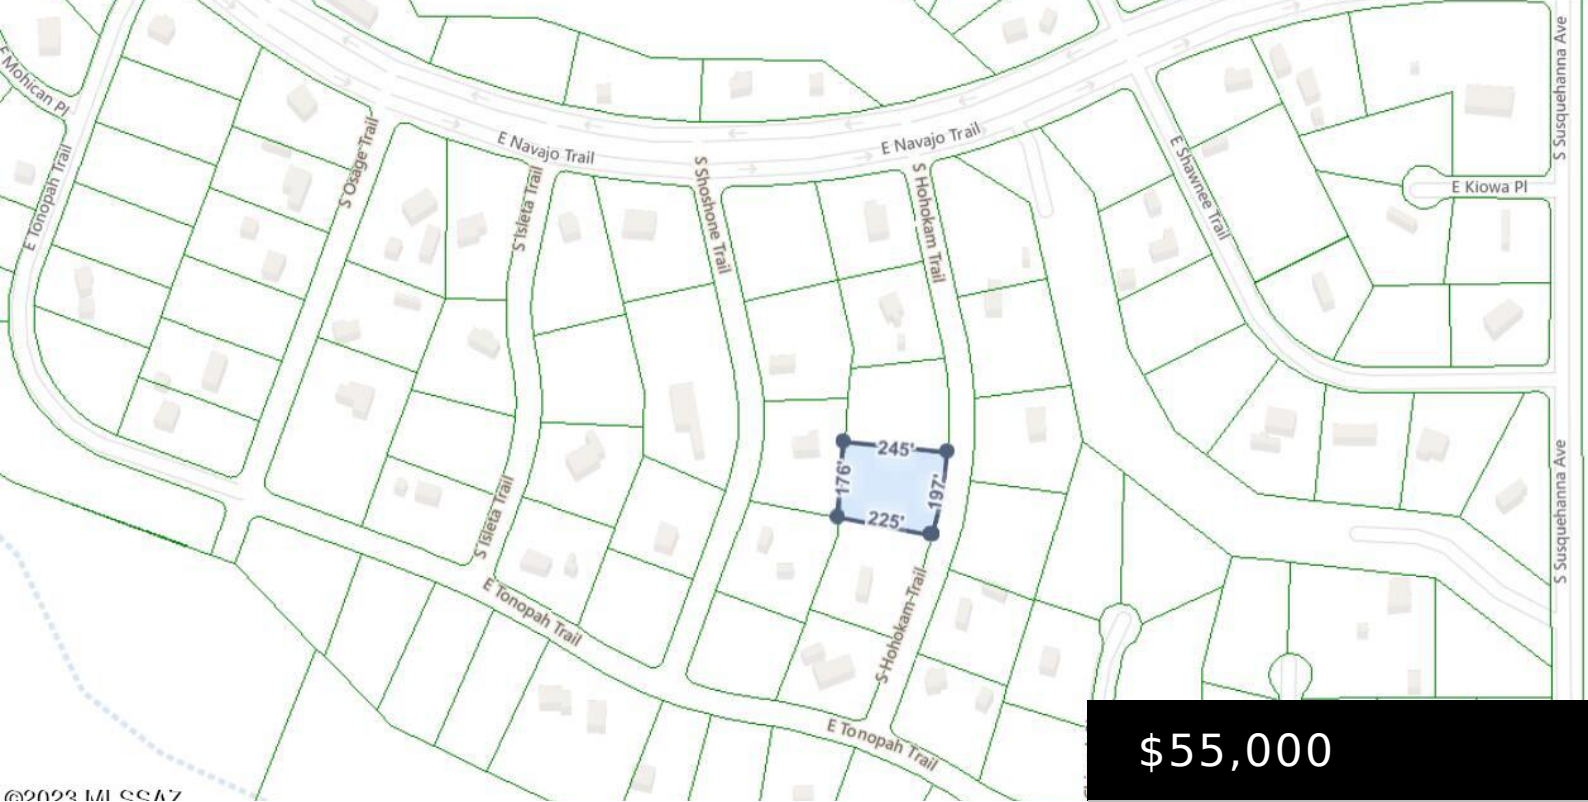 S Susquehanna Ave
E Mohican Pl
E Navajo Trail
E Navajo Trail
S Osage Trail
E Tonopah Trail
S Isleta Trail
S Shoshone Trail
S Hohokam Trail
E Shawnee Trail
E Kiowa Pl
245'
176'
197'
225'
S Isleta Trail
S Susquehanna Ave
E Tonopah Trail
S Hohokam Trail
E Tonopah Trail
$55,000
©2023 MLSSAZ